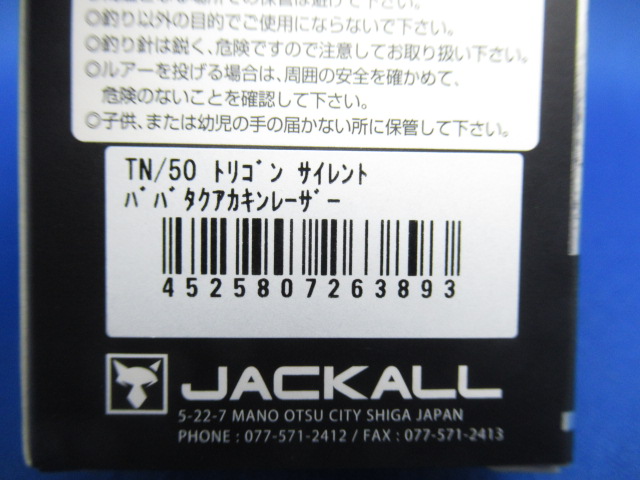 ◎釣り以外の目的でご使用にならないで下さい。
◎釣り針は鋭く、危険ですので注意してお取り扱い下さい。
◎ルアーを投げる場合は、周囲の安全を確かめて、
危険のないことを確認して下さい。
◎子供、または幼児の手の届かない所に保管して下さい。
TN/50 ﾄﾘｺﾞﾝ ｻｲﾚﾝﾄ
ﾊﾞﾊﾞﾀｸｱｶｷﾝﾚｰｻﾞｰ
4525807263893
JACKALL
5-22-7 MANO OTSU CITY SHIGA JAPAN
PHONE : 077-571-2412 / FAX : 077-571-2413